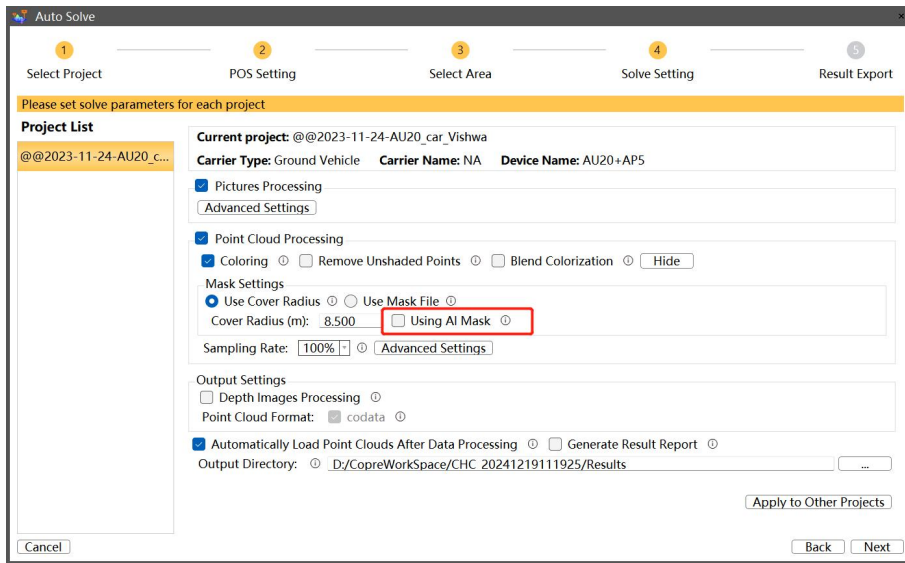 Auto Solve
1 2 3 4 5
Select Project POS Setting Select Area Solve Setting Result Export
Please set solve parameters for each project
Project List
@@2023-11-24-AU20_c...
Current project: @@2023-11-24-AU20_car_Vishwa
Carrier Type: Ground Vehicle Carrier Name: NA Device Name: AU20+AP5
Pictures Processing
Advanced Settings
Point Cloud Processing
Coloring Remove Unshaded Points Blend Colorization Hide
Mask Settings
Use Cover Radius Use Mask File
Cover Radius (m): 8.500 Using AI Mask
Sampling Rate: 100% Advanced Settings
Output Settings
Depth Images Processing
Point Cloud Format: codata
Automatically Load Point Clouds After Data Processing Generate Result Report
Output Directory: D:/CopreWorkSpace/CHC_20241219111925/Results ...
Apply to Other Projects
Cancel Back Next